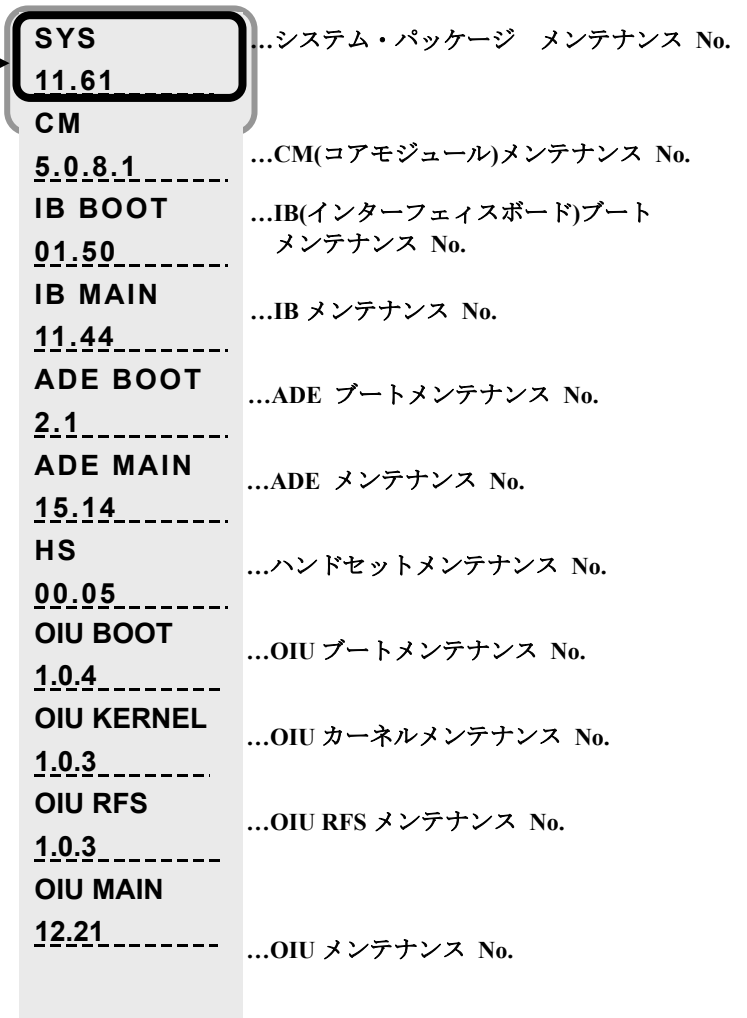 SYS
…システム・パッケージ　メンテナンス No.
11.61
CM
5.0.8.1
…CM(コアモジュール)メンテナンス No.
IB BOOT
…IB(インターフェィスボード)ブート
メンテナンス No.
01.50
IB MAIN
…IB メンテナンス No.
11.44
ADE BOOT
…ADE ブートメンテナンス No.
2.1
ADE MAIN
…ADE メンテナンス No.
15.14
HS
…ハンドセットメンテナンス No.
00.05
OIU BOOT
…OIU ブートメンテナンス No.
1.0.4
OIU KERNEL
…OIU カーネルメンテナンス No.
1.0.3
OIU RFS
…OIU RFS メンテナンス No.
1.0.3
OIU MAIN
12.21
…OIU メンテナンス No.